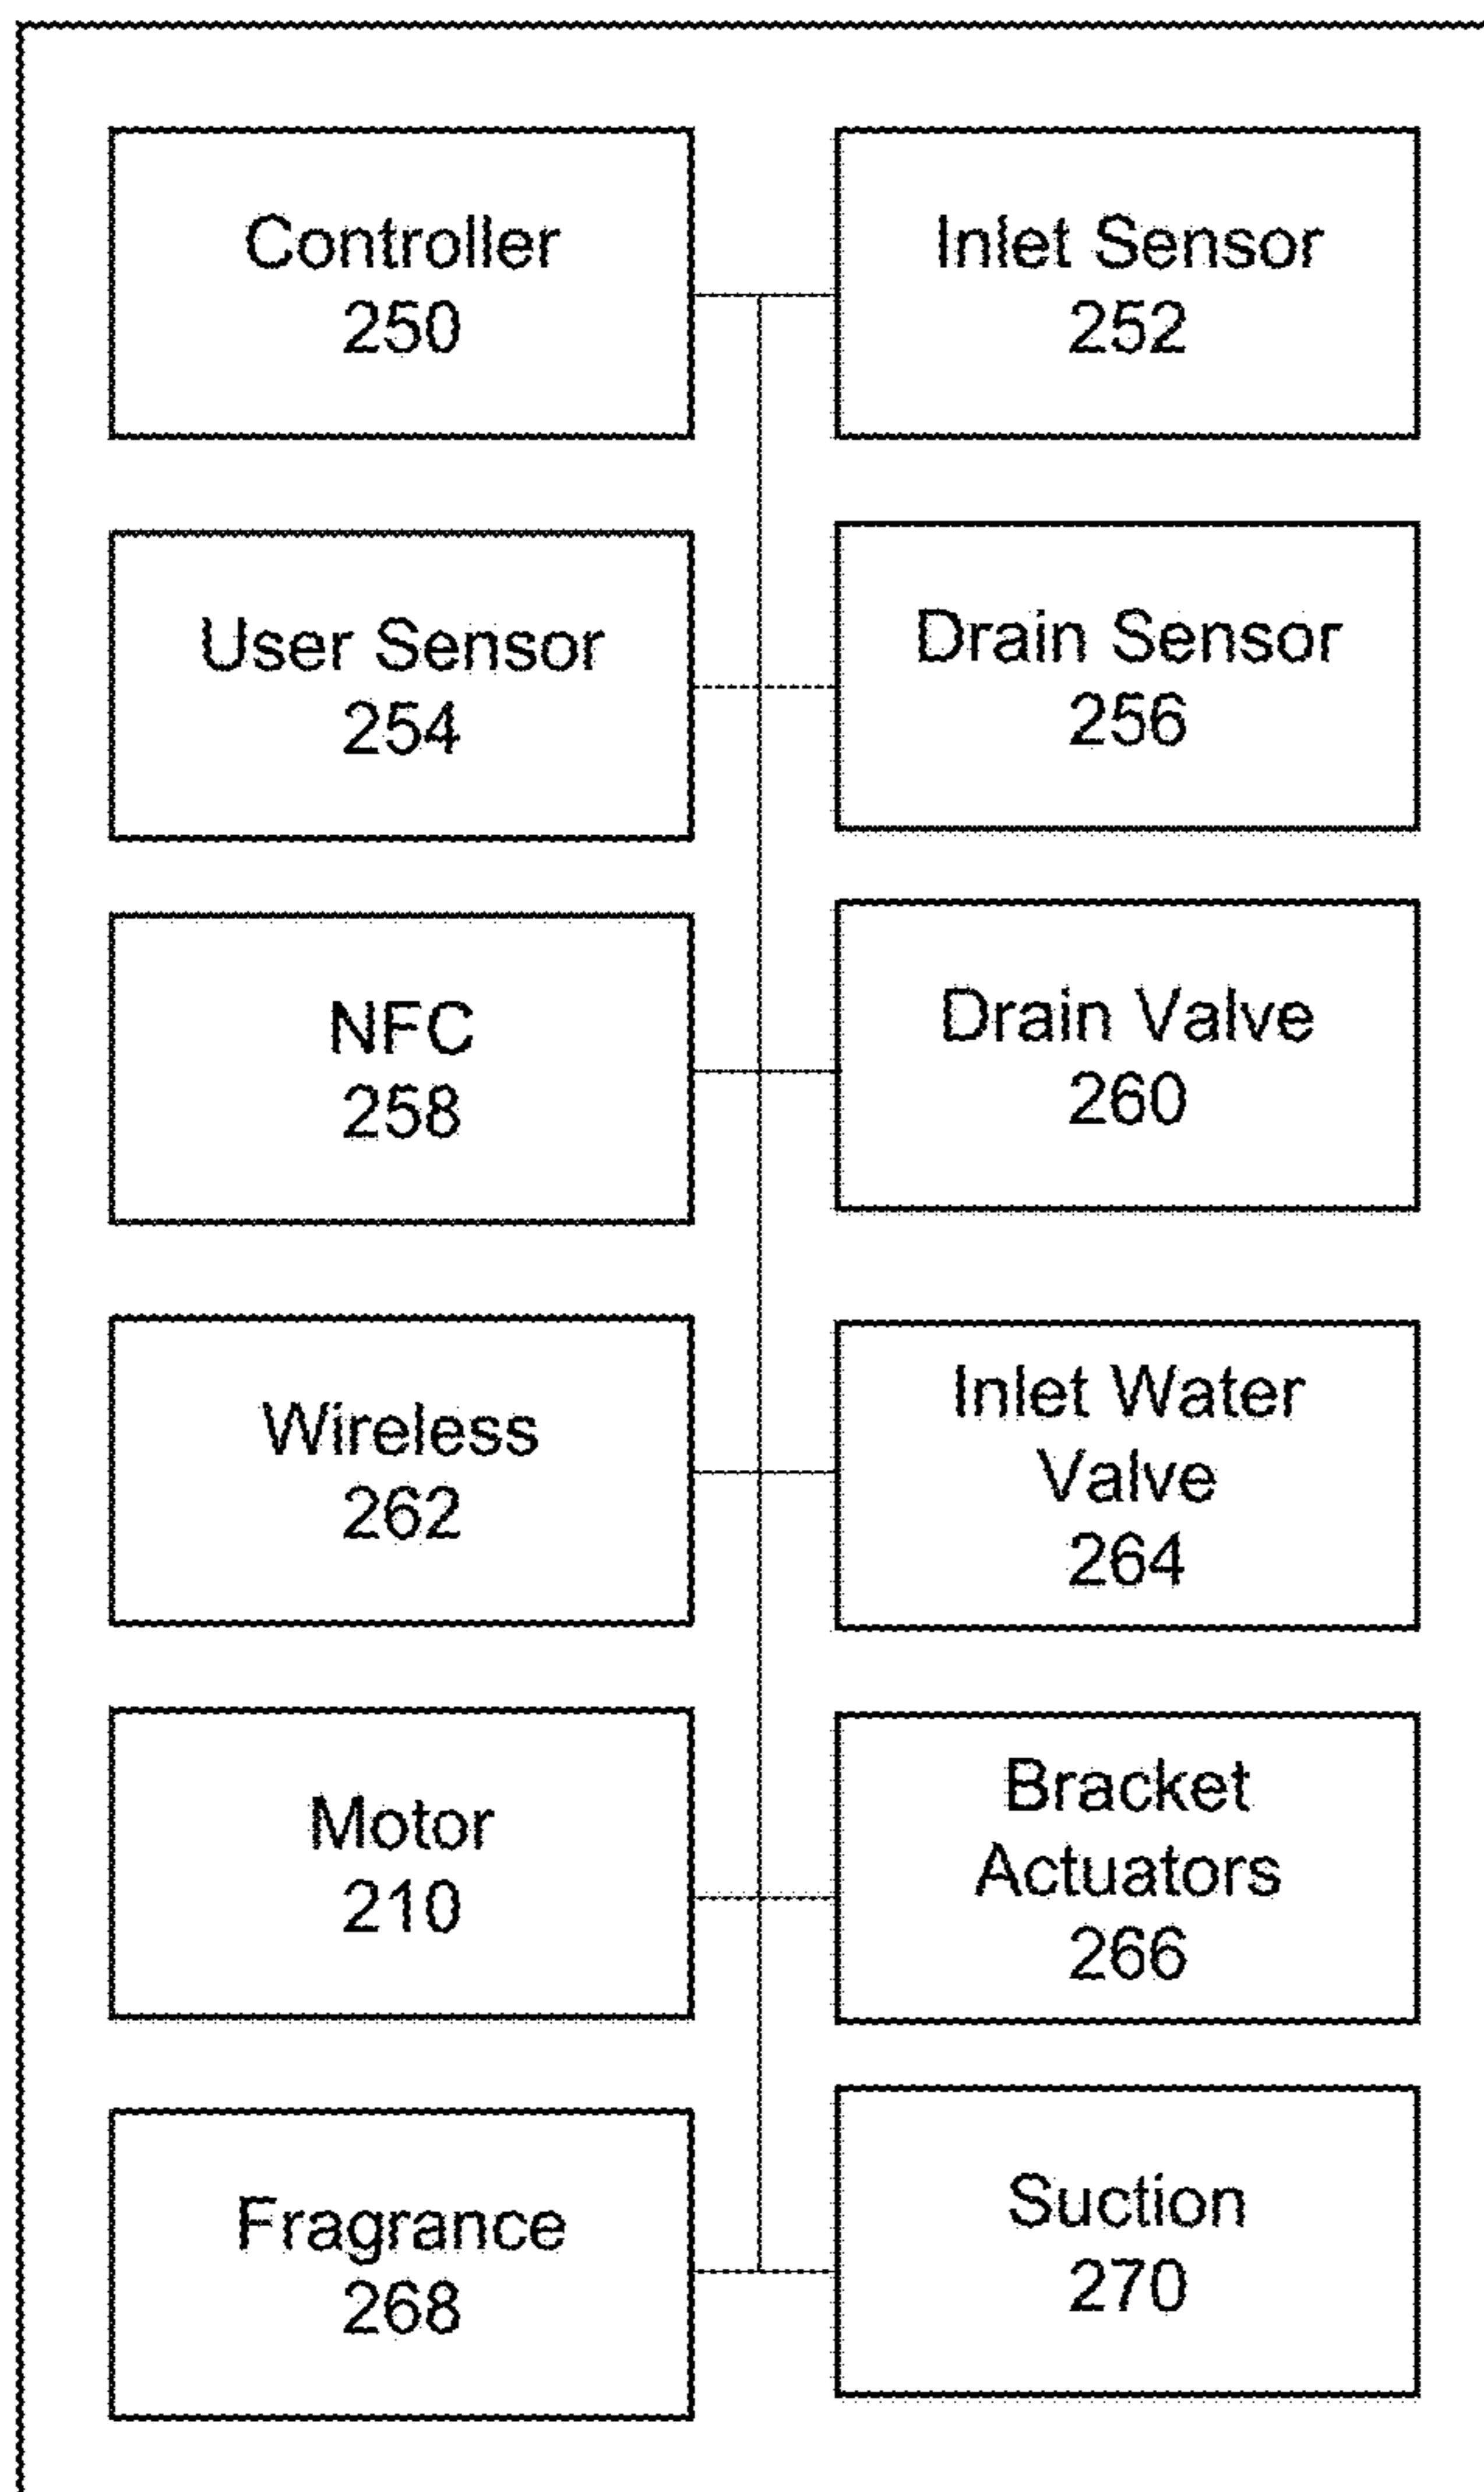 Controller
250
Inlet Sensor
252
User Sensor
254
Drain Sensor
256
NFC
258
Drain Valve
260
Wireless
262
Inlet Water
Valve
264
Motor
210
Bracket
Actuators
266
Fragrance
268
Suction
270